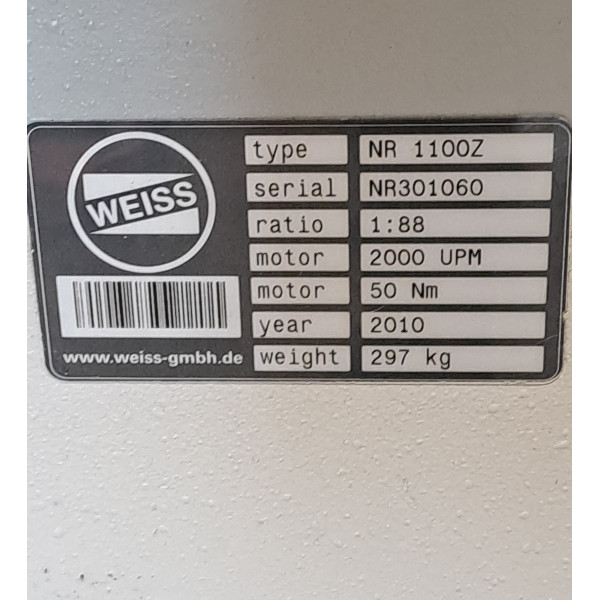 WEISS
www.weiss-gmbh.de
type NR 1100Z
serial NR301060
ratio 1:88
motor 2000 UPM
motor 50 Nm
year 2010
weight 297 kg